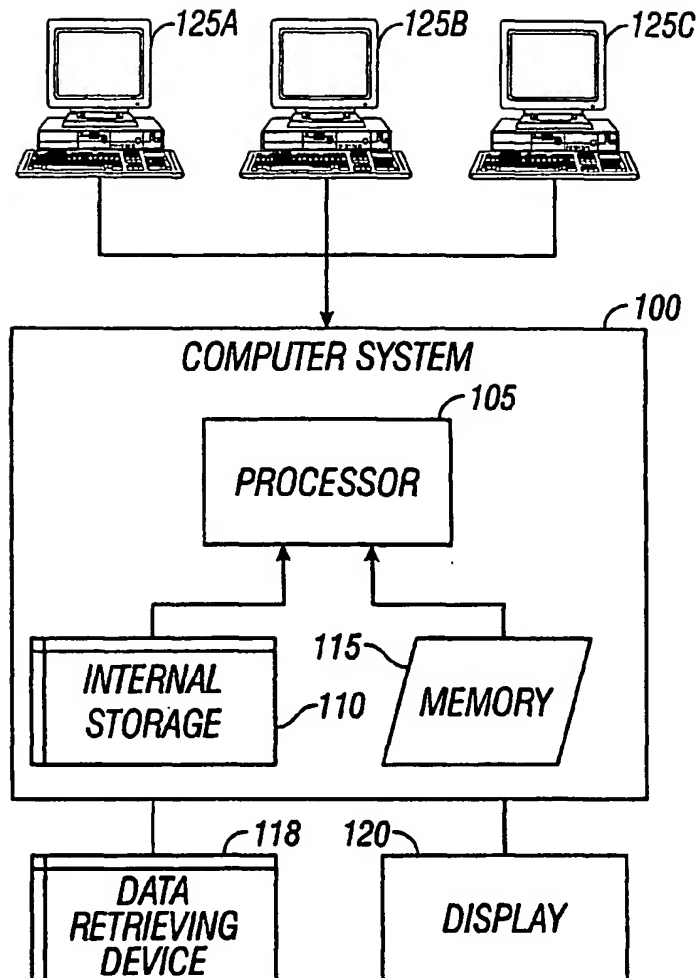 125A
125B
125C
100
COMPUTER SYSTEM
105
PROCESSOR
115
INTERNAL
STORAGE
110
MEMORY
118
120
DATA
RETRIEVING
DEVICE
DISPLAY